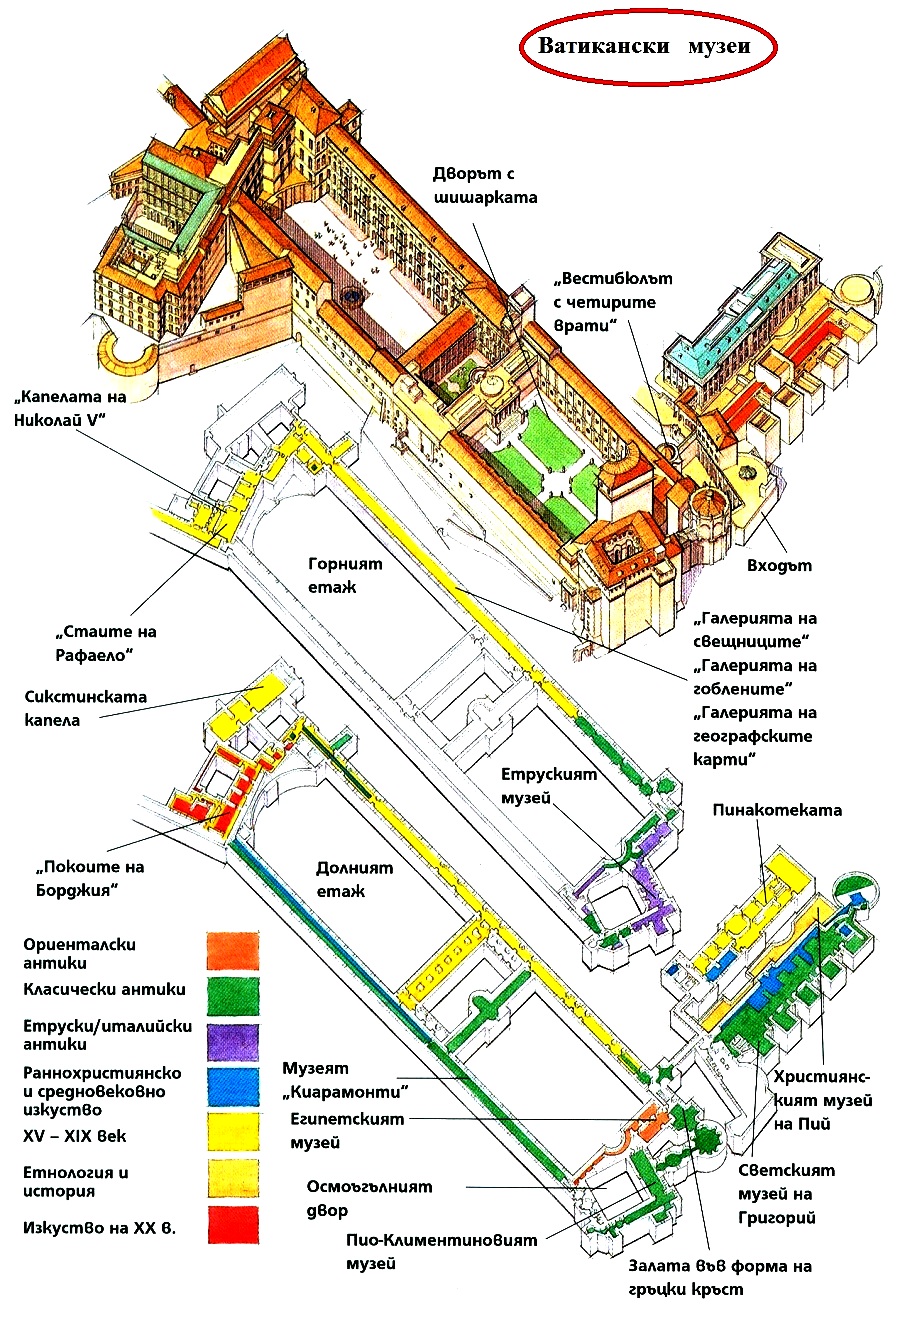 Ватикански музеи
Дворът с
шишарката
„Вестибюлът
с четирите
врати“
„Капелата на
Николай V“
Входът
Горният
етаж
„Стаите на
Рафаело“
„Галерията на
свещниците“
„Галерията на
гоблените“
„Галерията на
географските
карти“
Сикстинската
капела
Етруският
музей
Пинакотеката
„Покоите на
Борджия“
Долният
етаж
Ориенталски
антики
Класически антики
Етруски/италийски
антики
Раннохристиянско
и средновековно
изкуство
XV – XIX век
Етнология и
история
Изкуство на XX в.
Музеят
„Киарамонти“
Египетският
музей
Осмоъгълният
двор
Пио-Климентиновият
музей
Християнс-
кият музей
на Пий
Светският
музей на
Григорий
Залата във форма на
гръцки кръст